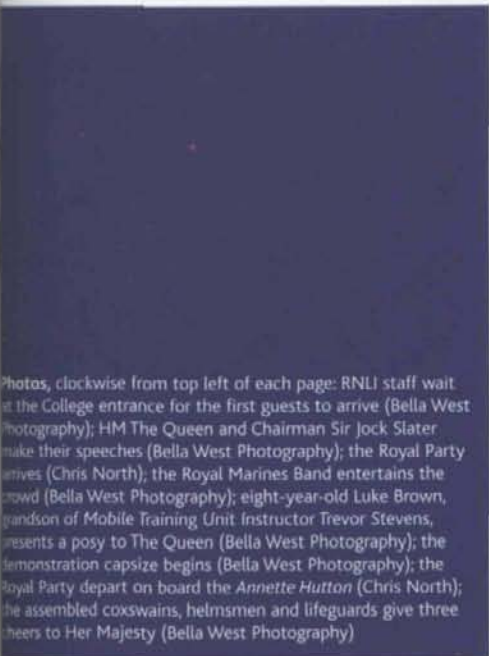 Photos, clockwise from top left of each page: RNLI staff wait
at the College entrance for the first guests to arrive (Bella West
Photography); HM The Queen and Chairman Sir Jock Slater
make their speeches (Bella West Photography); the Royal Party
arrives (Chris North); the Royal Marines Band entertains the
crowd (Bella West Photography); eight-year-old Luke Brown,
grandson of Mobile Training Unit Instructor Trevor Stevens,
presents a posy to The Queen (Bella West Photography); the
demonstration capsize begins (Bella West Photography); the
Royal Party depart on board the Annette Hutton (Chris North);
the assembled coxswains, helmsmen and lifeguards give three
cheers to Her Majesty (Bella West Photography)